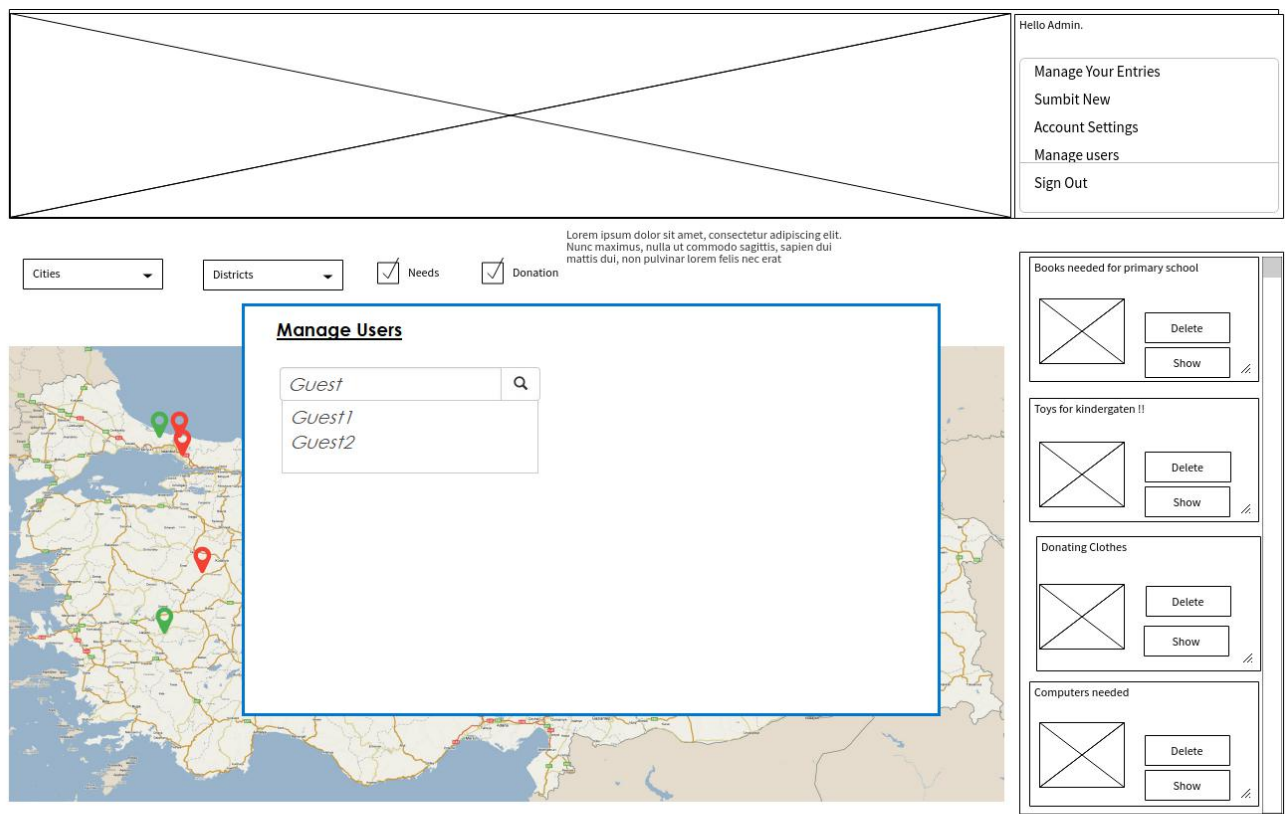 Hello Admin.
Manage Your Entries
Sumbit New
Account Settings
Manage users
Sign Out
Lorem ipsum dolor sit amet, consectetur adipiscing elit.
Nunc maximus, nulla ut commodo sagittis, sapien dui
mattis dui, non pulvinar lorem felis nec erat
Cities
Districts
Needs
Donation
Manage Users
Guest
Guest1
Guest2
Books needed for primary school
Delete
Show
Toys for kindergaten !!
Delete
Show
Donating Clothes
Delete
Show
Computers needed
Delete
Show